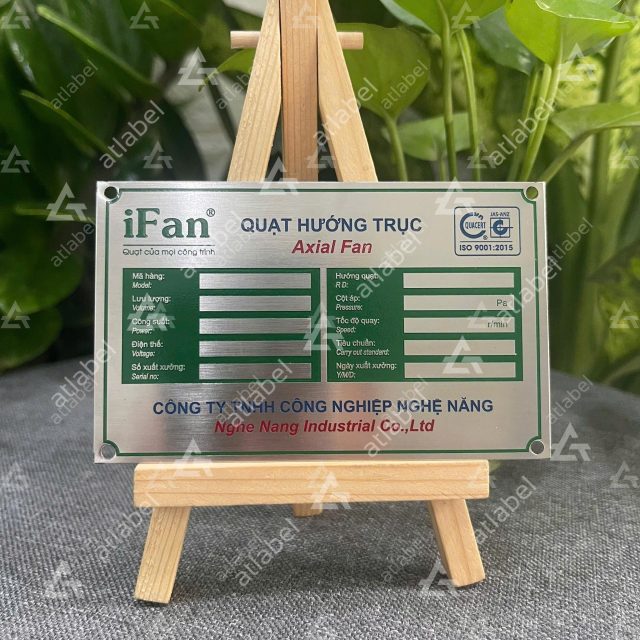 iFan®
Quạt của mọi công trình
QUẠT HƯỚNG TRỤC
Axial Fan
QUACERT
JAS-ANZ
ISO 9001:2015
Mã hàng:
Model:
Lưu lượng:
Volume:
Công suất:
Power:
Điện thế:
Voltage:
Số xuất xưởng:
Serial no:
Hướng quạt:
R D:
Cột áp:
Pressure:
Pa
Tốc độ quay:
Speed:
r/min
Tiêu chuẩn:
Carry out standerd:
Ngày xuất xưởng:
Y/M/D:
CÔNG TY TNHH CÔNG NGHIỆP NGHỆ NĂNG
Nghe Nang Industrial Co.,Ltd
atlabel